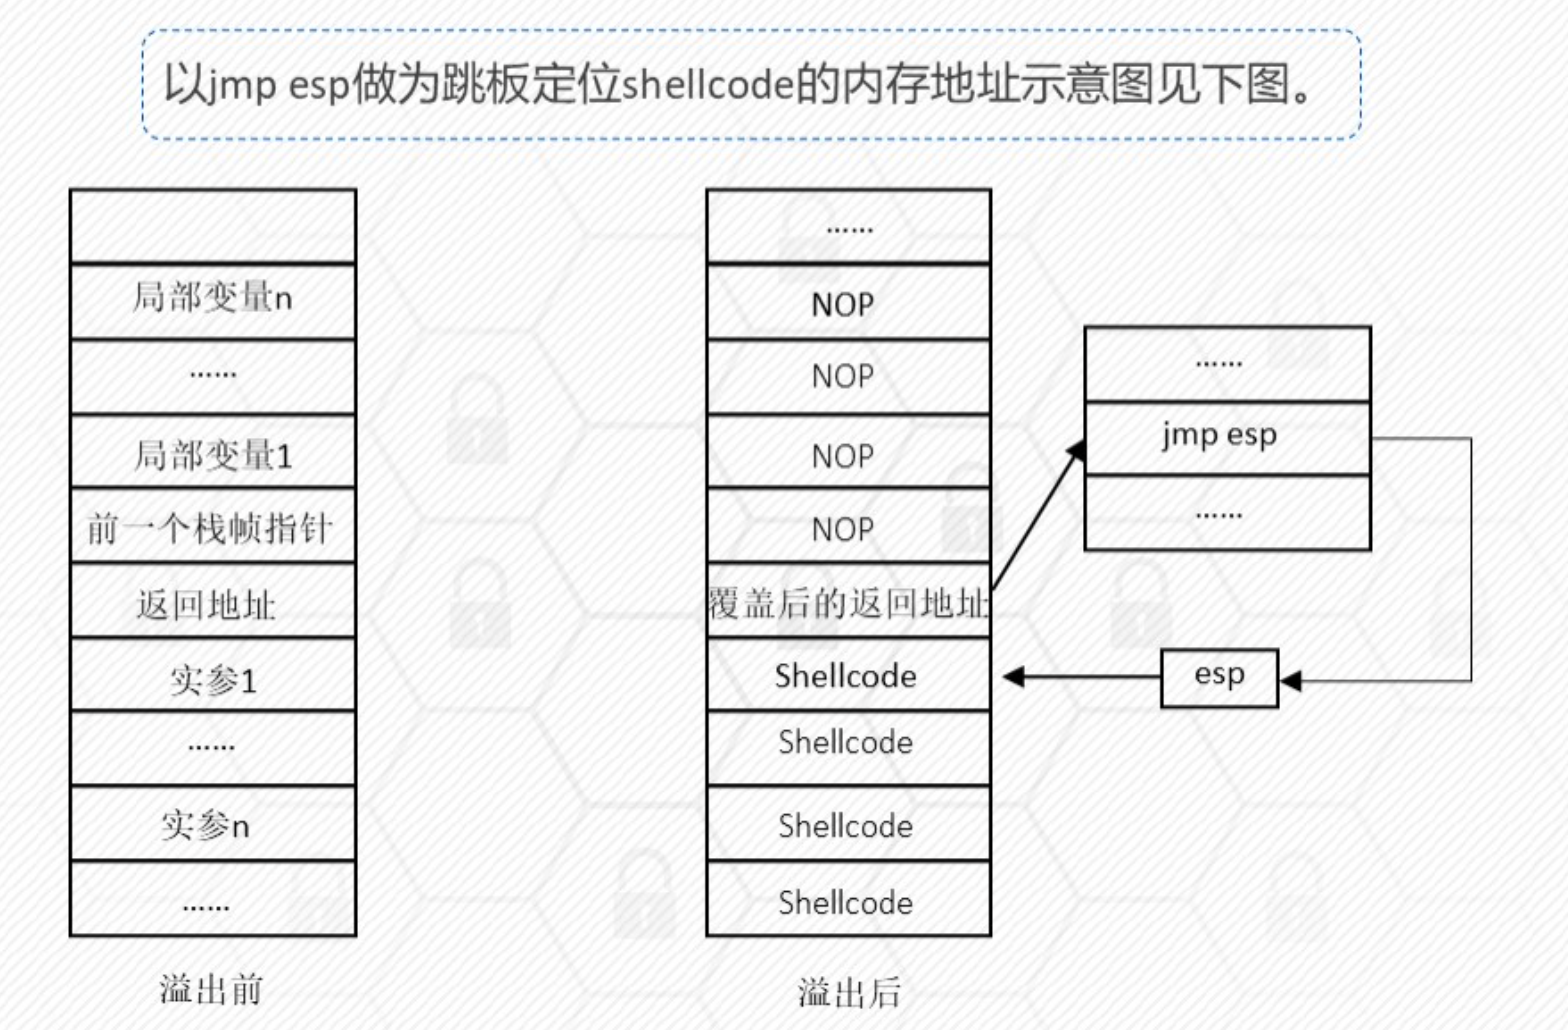 以jmp esp做为跳板定位shellcode的内存地址示意图见下图。
局部变量n
……
局部变量1
前一个栈帧指针
返回地址
实参1
……
实参n
……
溢出前
……
NOP
NOP
NOP
NOP
覆盖后的返回地址
Shellcode
Shellcode
Shellcode
Shellcode
溢出后
……
jmp esp
……
esp